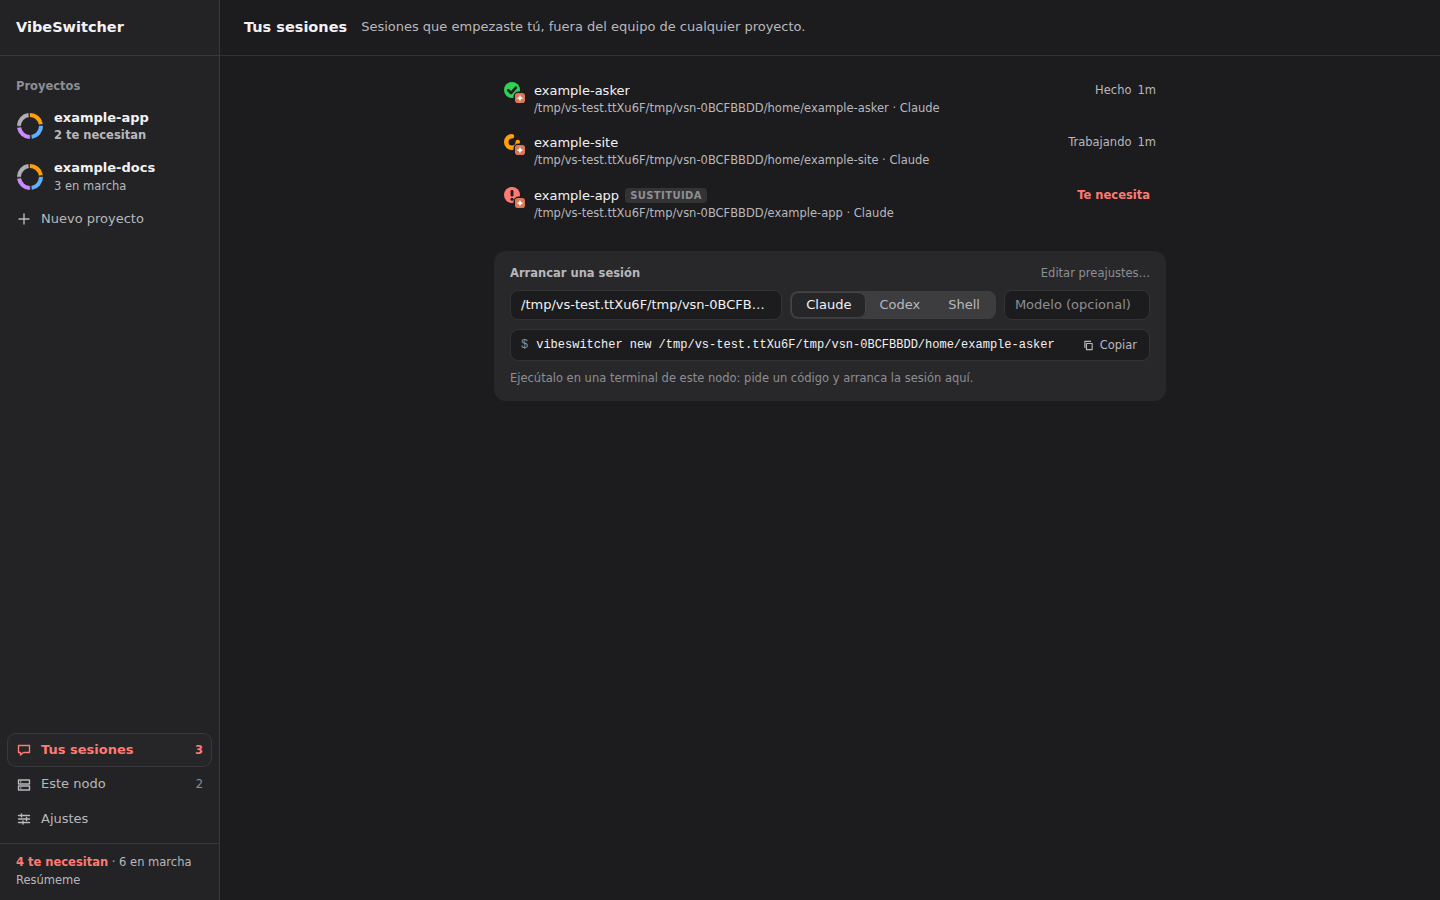 VibeSwitcher
Proyectos
example-app
2 te necesitan
example-docs
3 en marcha
Nuevo proyecto
Tus sesiones 3
Este nodo 2
Ajustes
4 te necesitan · 6 en marcha
Resúmeme
Tus sesiones Sesiones que empezaste tú, fuera del equipo de cualquier proyecto.
example-asker Hecho 1m
/tmp/vs-test.ttXu6F/tmp/vsn-0BCFBBDD/home/example-asker · Claude
example-site Trabajando 1m
/tmp/vs-test.ttXu6F/tmp/vsn-0BCFBBDD/home/example-site · Claude
example-app SUSTITUIDA Te necesita
/tmp/vs-test.ttXu6F/tmp/vsn-0BCFBBDD/example-app · Claude
Arrancar una sesión Editar preajustes...
/tmp/vs-test.ttXu6F/tmp/vsn-0BCFB... Claude Codex Shell Modelo (opcional)
$ vibeswitcher new /tmp/vs-test.ttXu6F/tmp/vsn-0BCFBBDD/home/example-asker Copiar
Ejecútalo en una terminal de este nodo: pide un código y arranca la sesión aquí.